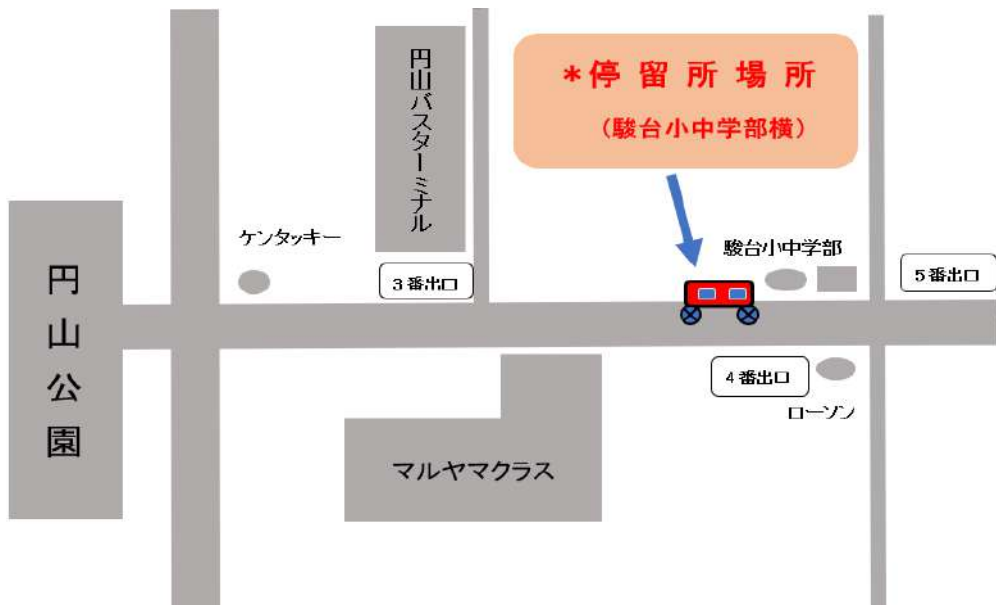 ＊停留所場所
（駿台小中学部横）
円山バスターミナル
ケンタッキー
駿台小中学部
3番出口
5番出口
円山公園
4番出口
ローソン
マルヤマクラス